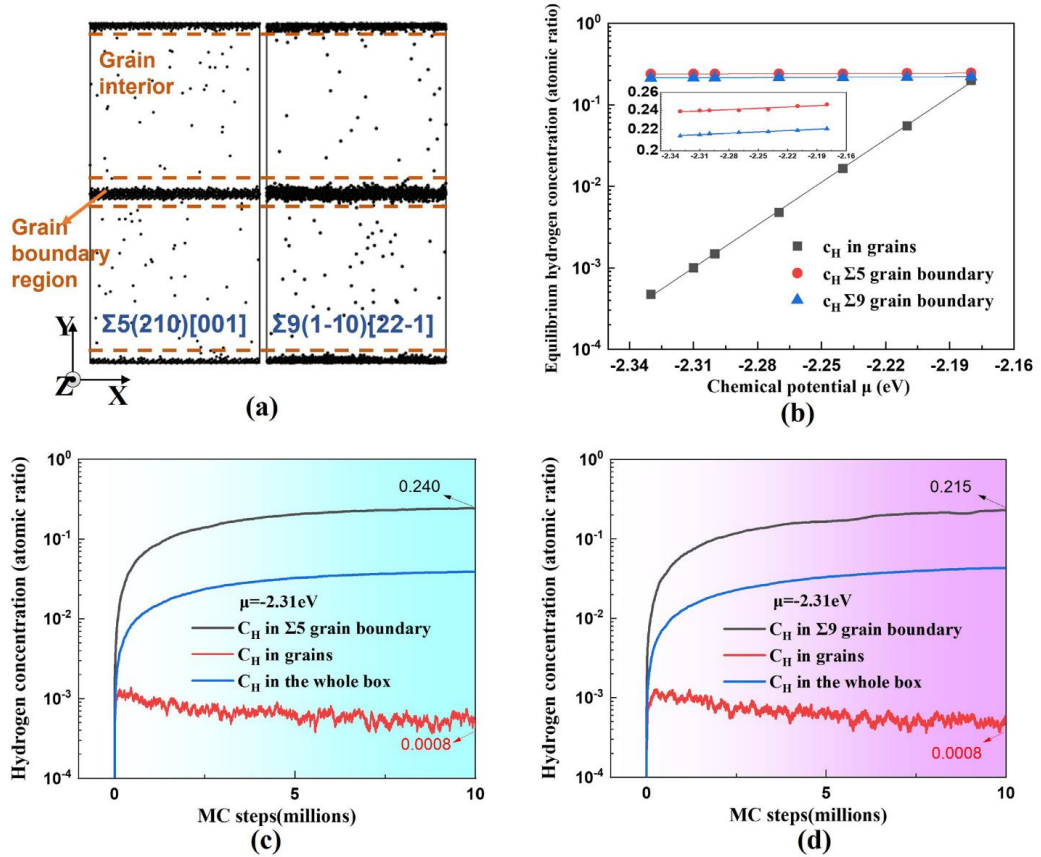 Grain
interior
Grain
boundary
region
Σ5(210)[001]
Σ9(1-10)[22-1]
Y
Z
X
(a)
Equilibrium hydrogen concentration (atomic ratio)
10⁰
10⁻¹
10⁻²
10⁻³
10⁻⁴
0.26
0.24
0.22
0.2
-2.34 -2.31 -2.28 -2.25 -2.22 -2.19 -2.16
c_H in grains
c_H Σ5 grain boundary
c_H Σ9 grain boundary
-2.34 -2.31 -2.28 -2.25 -2.22 -2.19 -2.16
Chemical potential μ (eV)
(b)
Hydrogen concentration (atomic ratio)
10⁰
10⁻¹
10⁻²
10⁻³
10⁻⁴
0.240
μ=-2.31eV
C_H in Σ5 grain boundary
C_H in grains
C_H in the whole box
0.0008
0 5 10
MC steps(millions)
(c)
Hydrogen concentration (atomic ratio)
10⁰
10⁻¹
10⁻²
10⁻³
10⁻⁴
0.215
μ=-2.31eV
C_H in Σ9 grain boundary
C_H in grains
C_H in the whole box
0.0008
0 5 10
MC steps(millions)
(d)